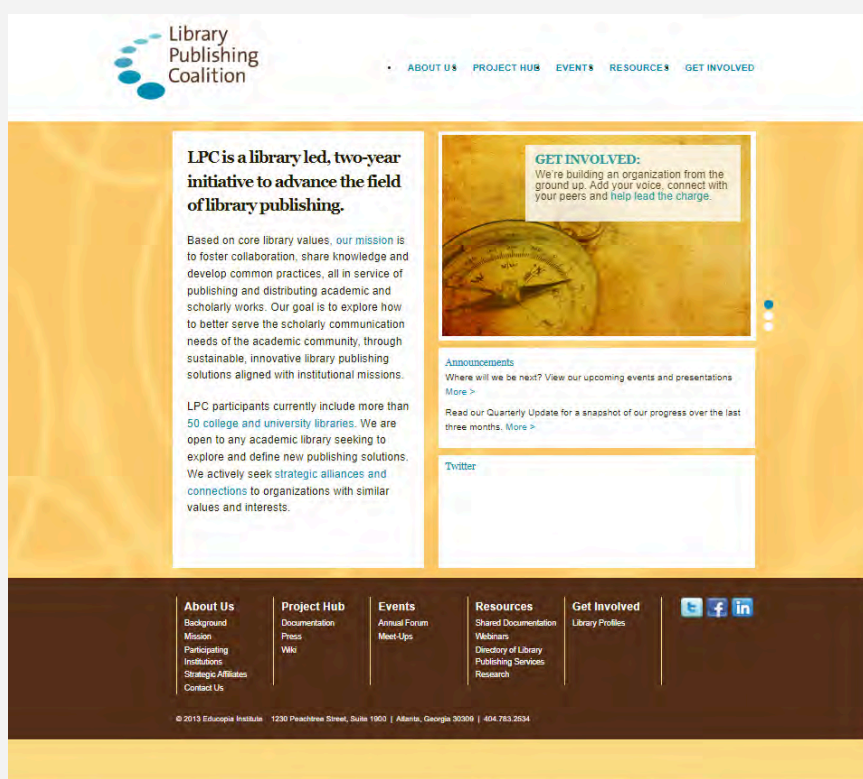 Library
Publishing
Coalition
ABOUT US PROJECT HUB EVENTS RESOURCES GET INVOLVED
LPC is a library led, two-year
initiative to advance the field
of library publishing.
Based on core library values, our mission is
to foster collaboration, share knowledge and
develop common practices, all in service of
publishing and distributing academic and
scholarly works. Our goal is to explore how
to better serve the scholarly communication
needs of the academic community, through
sustainable, innovative library publishing
solutions aligned with institutional missions.
LPC participants currently include more than
50 college and university libraries. We are
open to any academic library seeking to
explore and define new publishing solutions.
We actively seek strategic alliances and
connections to organizations with similar
values and interests.
GET INVOLVED:
We're building an organization from the
ground up. Add your voice, connect with
your peers and help lead the charge.
Announcements
Where will we be next? View our upcoming events and presentations
More >
Read our Quarterly Update for a snapshot of our progress over the last
three months. More >
Twitter
About Us
Background
Mission
Participating
Institutions
Strategic Affiliates
Contact Us
Project Hub
Documentation
Press
Wiki
Events
Annual Forum
Meet-Ups
Resources
Shared Documentation
Webinars
Directory of Library
Publishing Services
Research
Get Involved
Library Profiles
© 2013 Educopia Institute 1230 Peachtree Street, Suite 1900 | Atlanta, Georgia 30309 | 404.783.2534